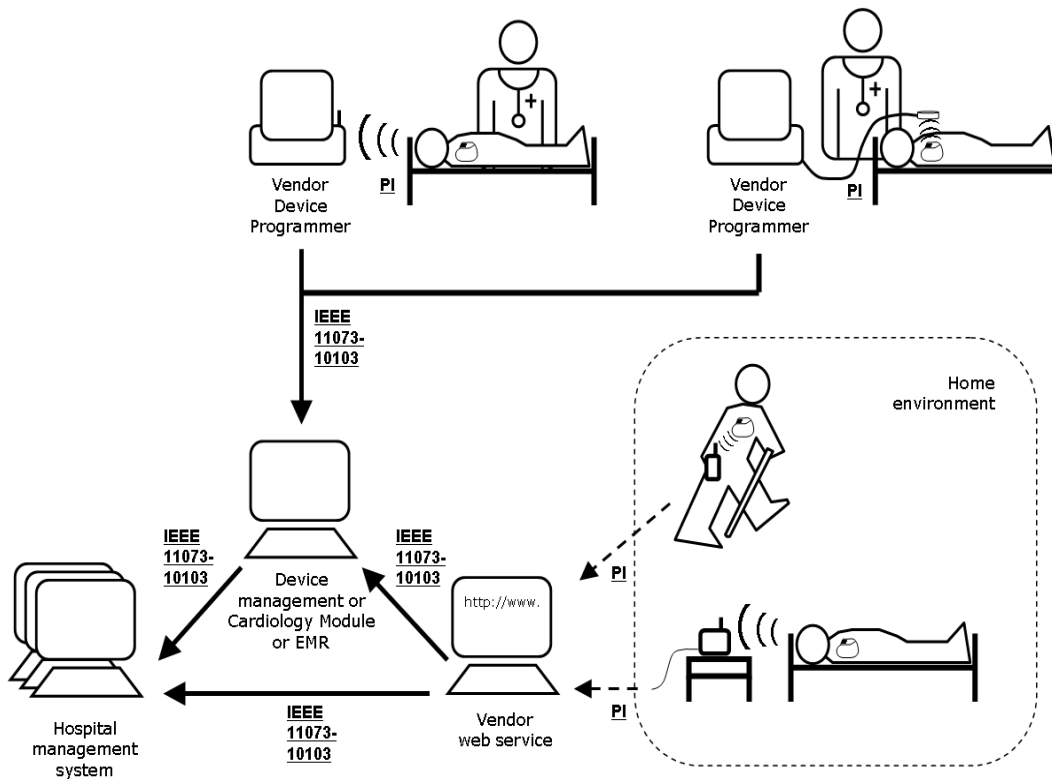 PI
Vendor
Device
Programmer
PI
Vendor
Device
Programmer
IEEE
11073-
10103
Home
environment
IEEE
11073-
10103
IEEE
11073-
10103
PI
Device
management or
Cardiology Module
or EMR
http://www.
PI
IEEE
11073-
10103
Vendor
web service
Hospital
management
system